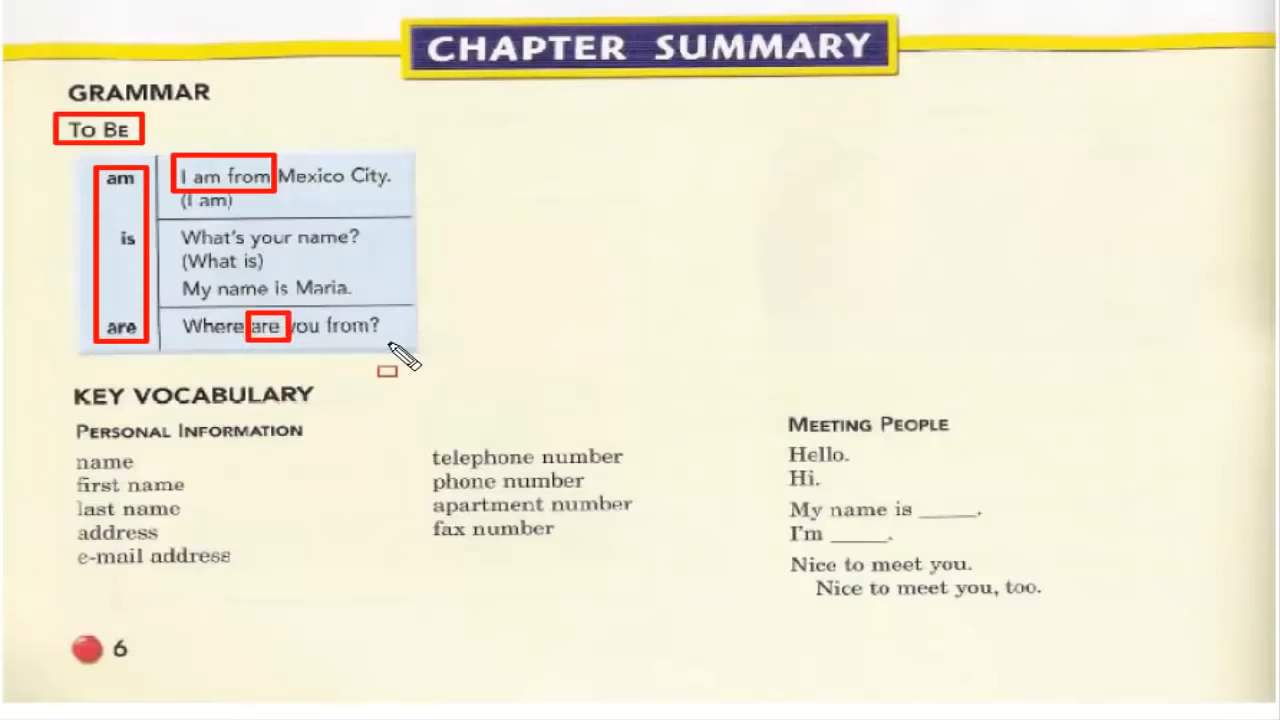 CHAPTER SUMMARY
GRAMMAR
TO BE
am
I am from Mexico City.
(I am)
is
What's your name?
(What is)
My name is Maria.
are
Where are you from?
KEY VOCABULARY
PERSONAL INFORMATION
name
first name
last name
address
e-mail address
telephone number
phone number
apartment number
fax number
MEETING PEOPLE
Hello.
Hi.
My name is _____.
I'm _____.
Nice to meet you.
Nice to meet you, too.
6